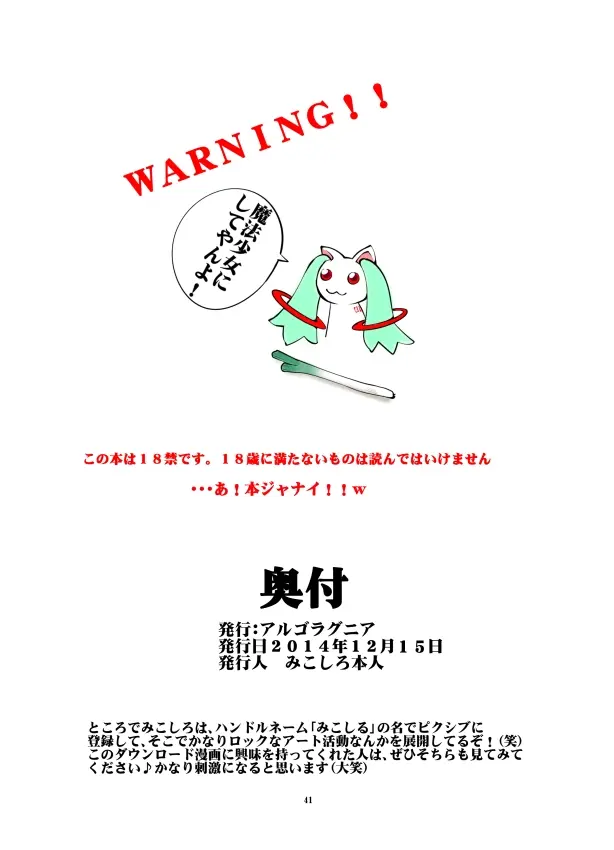 WARNING！！
魔法少女に
してやんよ！
この本は１８禁です。１８歳に満たないものは読んではいけません
・・・あ！本ジャナイ！！ｗ
奥付
発行：アルゴラグニア
発行日２０１４年１２月１５日
発行人　みこしろ本人
ところでみこしろは、ハンドルネーム「みこしる」の名でピクシブに
登録して、そこでかなりロックなアート活動なんかを展開してるぞ！（笑）
このダウンロード漫画に興味を持ってくれた人は、ぜひそちらも見てみて
ください♪かなり刺激になると思います（大笑）
41